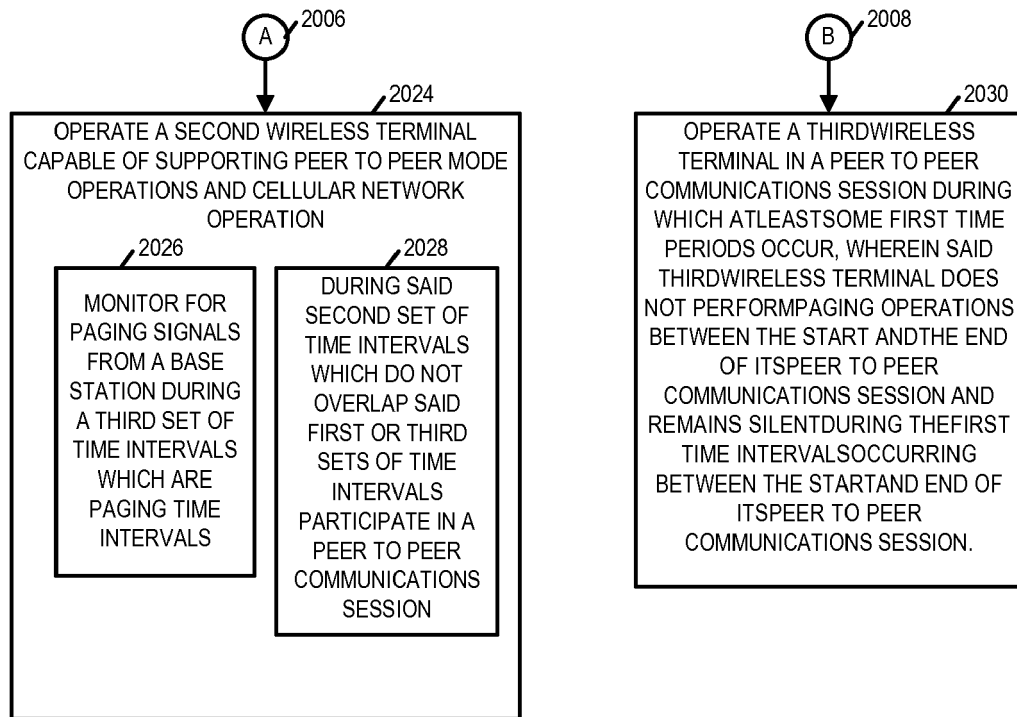 A
2006
2024
OPERATE A SECOND WIRELESS TERMINAL
CAPABLE OF SUPPORTING PEER TO PEER MODE
OPERATIONS AND CELLULAR NETWORK
OPERATION
2026
MONITOR FOR
PAGING SIGNALS
FROM A BASE
STATION DURING
A THIRD SET OF
TIME INTERVALS
WHICH ARE
PAGING TIME
INTERVALS
2028
DURING SAID
SECOND SET OF
TIME INTERVALS
WHICH DO NOT
OVERLAP SAID
FIRST OR THIRD
SETS OF TIME
INTERVALS
PARTICIPATE IN A
PEER TO PEER
COMMUNICATIONS
SESSION
B
2008
2030
OPERATE A THIRDWIRELESS
TERMINAL IN A PEER TO PEER
COMMUNICATIONS SESSION DURING
WHICH ATLEASTSOME FIRST TIME
PERIODS OCCUR, WHEREIN SAID
THIRDWIRELESS TERMINAL DOES
NOT PERFORMPAGING OPERATIONS
BETWEEN THE START ANDTHE END
OF ITSPEER TO PEER
COMMUNICATIONS SESSION AND
REMAINS SILENTDURING THEFIRST
TIME INTERVALSOCCURRING
BETWEEN THE STARTAND END OF
ITSPEER TO PEER
COMMUNICATIONS SESSION.